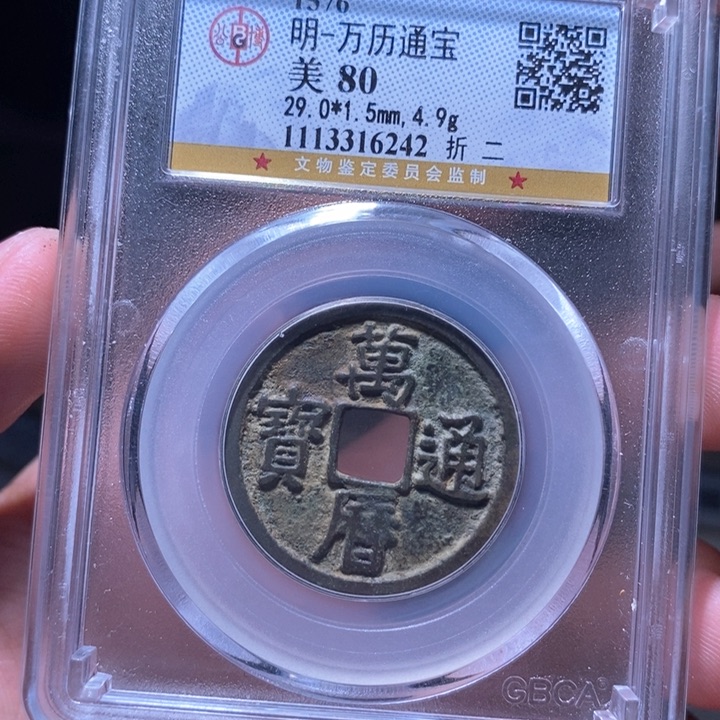 1576
明-万历通宝
美 80
29.0*1.5mm,4.9g
1113316242 折 二
★ 文物鉴定委员会监制 ★
萬
寶 通
曆
GBCA